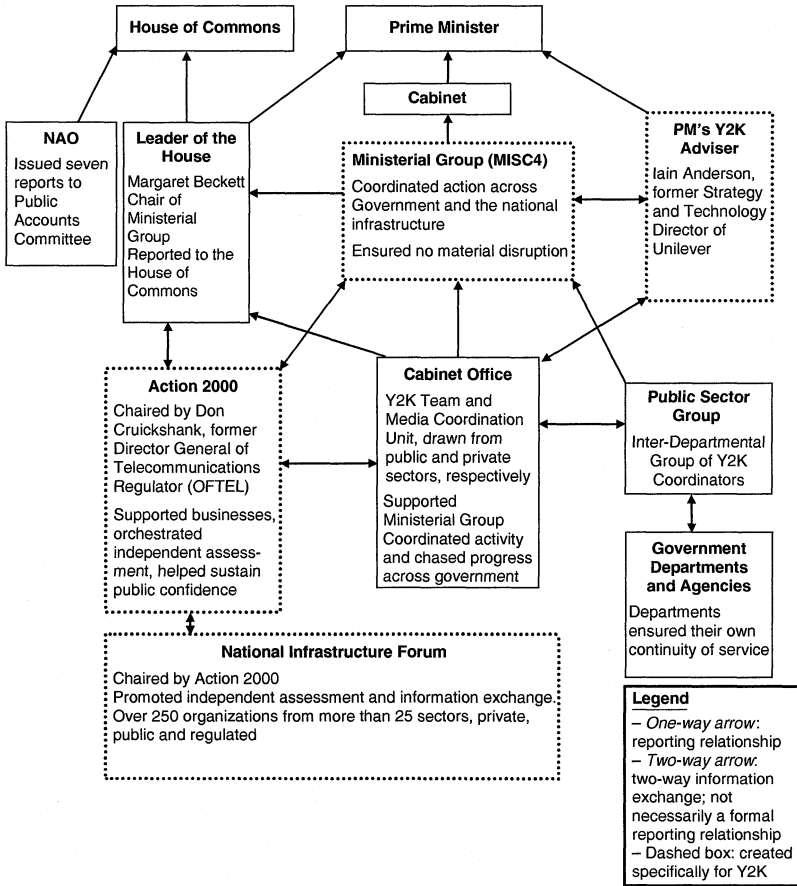 House of Commons
Prime Minister
Cabinet
NAO
Issued seven
reports to
Public
Accounts
Committee
Leader of the
House
Margaret Beckett
Chair of
Ministerial
Group
Reported to the
House of
Commons
Ministerial Group (MISC4)
Coordinated action across
Government and the national
infrastructure
Ensured no material disruption
PM's Y2K
Adviser
Iain Anderson,
former Strategy
and Technology
Director of
Unilever
Action 2000
Chaired by Don
Cruickshank, former
Director General of
Telecommunications
Regulator (OFTEL)
Supported businesses,
orchestrated
independent assess-
ment, helped sustain
public confidence
Cabinet Office
Y2K Team and
Media Coordination
Unit, drawn from
public and private
sectors, respectively
Supported
Ministerial Group
Coordinated activity
and chased progress
across government
Public Sector
Group
Inter-Departmental
Group of Y2K
Coordinators
Government
Departments
and Agencies
Departments
ensured their own
continuity of service
National Infrastructure Forum
Chaired by Action 2000
Promoted independent assessment and information exchange.
Over 250 organizations from more than 25 sectors, private,
public and regulated
Legend
– One-way arrow:
reporting relationship
– Two-way arrow:
two-way information
exchange; not
necessarily a formal
reporting relationship
– Dashed box: created
specifically for Y2K